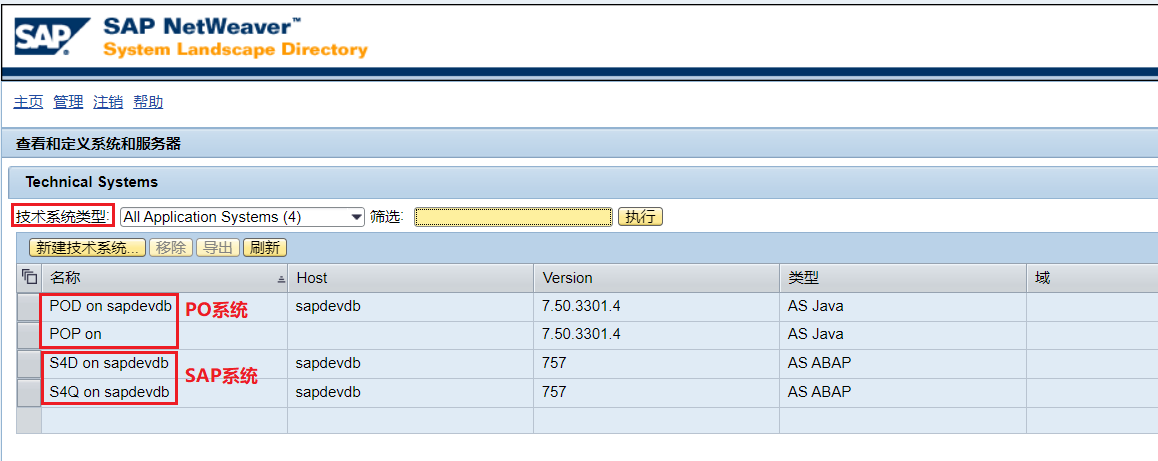 SAP SAP NetWeaver™
System Landscape Directory
主页 管理 注销 帮助
查看和定义系统和服务器
Technical Systems
技术系统类型: All Application Systems (4) 筛选: 执行
新建技术系统... 移除 导出 刷新
名称 Host Version 类型 域
POD on sapdevdb PO系统 sapdevdb 7.50.3301.4 AS Java
POP on 7.50.3301.4 AS Java
S4D on sapdevdb SAP系统 sapdevdb 757 AS ABAP
S4Q on sapdevdb sapdevdb 757 AS ABAP